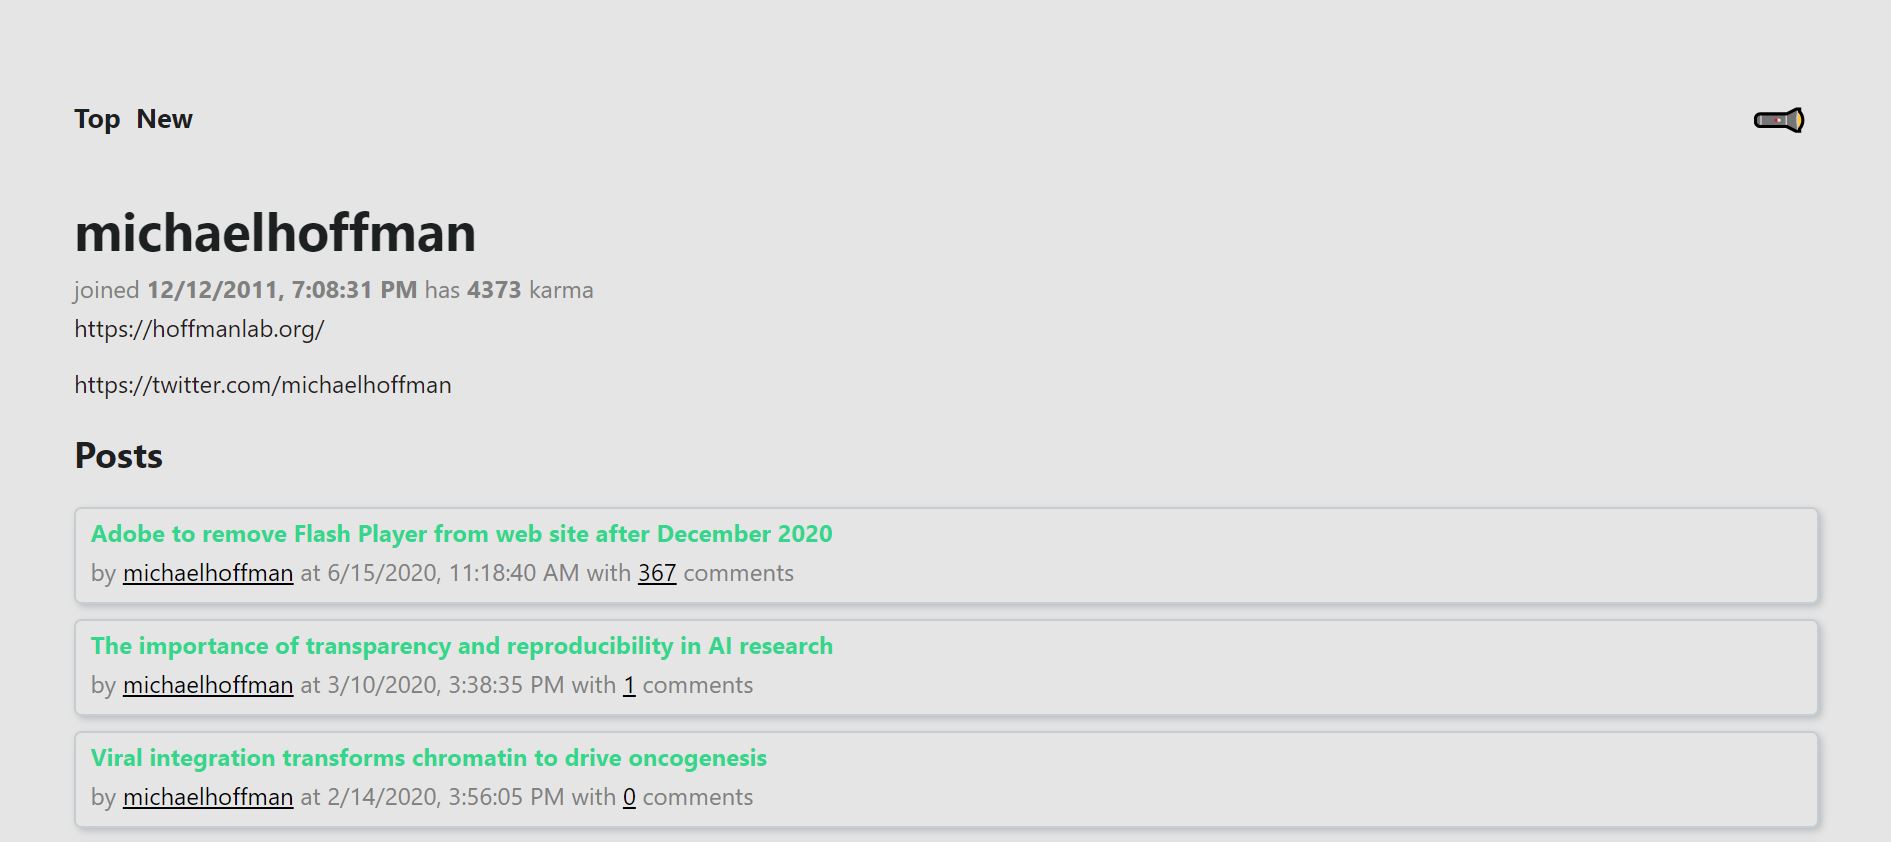 Top New
michaelhoffman
joined 12/12/2011, 7:08:31 PM has 4373 karma
https://hoffmanlab.org/
https://twitter.com/michaelhoffman
Posts
Adobe to remove Flash Player from web site after December 2020
by michaelhoffman at 6/15/2020, 11:18:40 AM with 367 comments
The importance of transparency and reproducibility in AI research
by michaelhoffman at 3/10/2020, 3:38:35 PM with 1 comments
Viral integration transforms chromatin to drive oncogenesis
by michaelhoffman at 2/14/2020, 3:56:05 PM with 0 comments